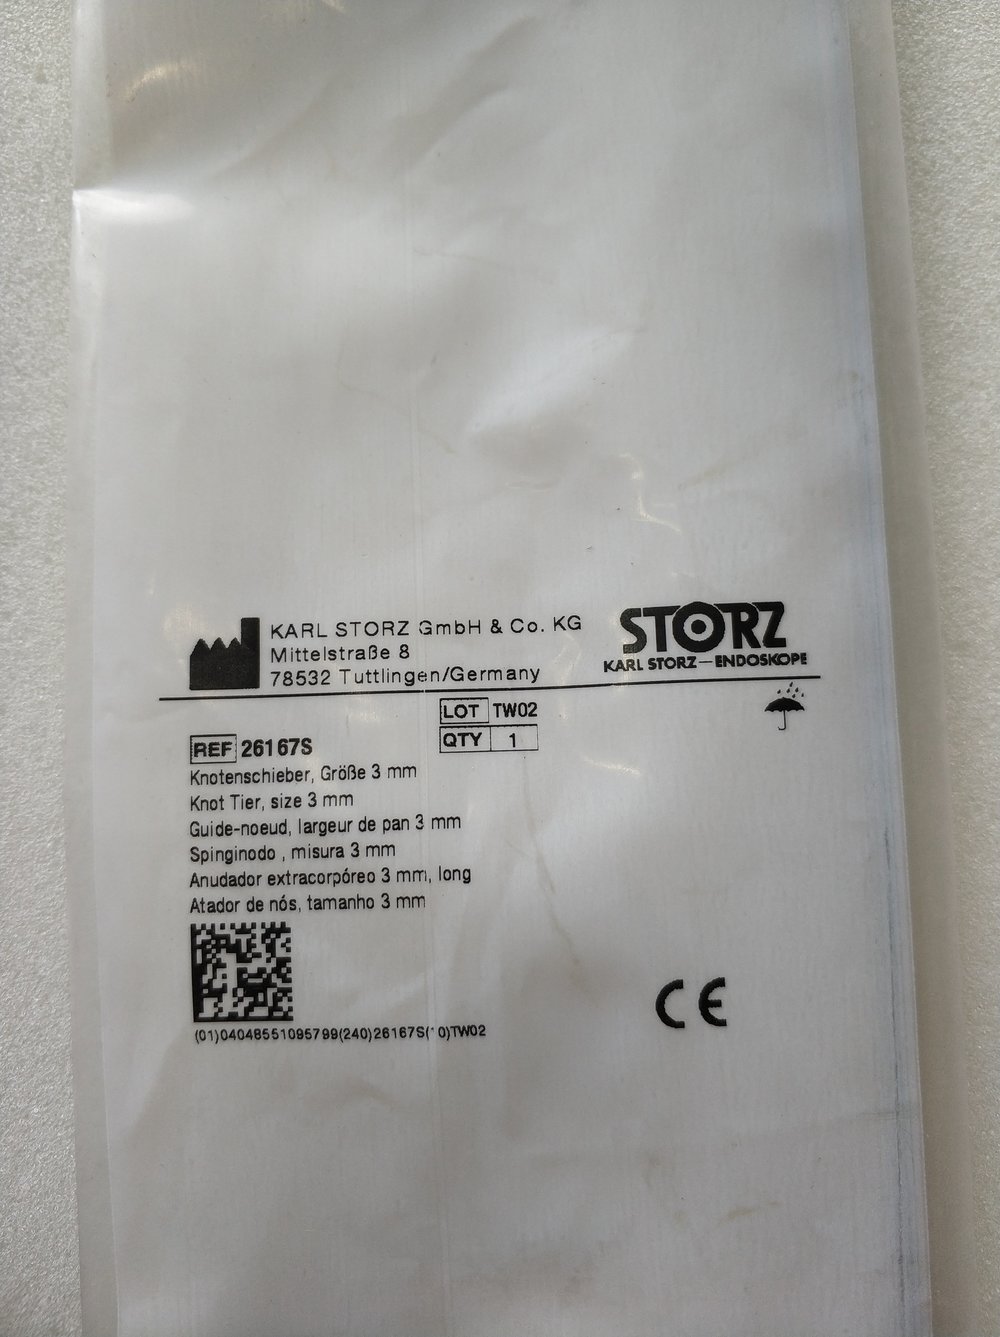 KARL STORZ GmbH & Co. KG
Mittelstraße 8
78532 Tuttlingen/Germany
STORZ
KARL STORZ—ENDOSKOPE
LOT TW02
QTY 1
REF 26167S
Knotenschieber, Größe 3 mm
Knot Tier, size 3 mm
Guide-noeud, largeur de pan 3 mm
Spinginodo , misura 3 mm
Anudador extracorpóreo 3 mm, long
Atador de nós, tamanho 3 mm
(01)04048551095799(240)26167S(10)TW02
CE